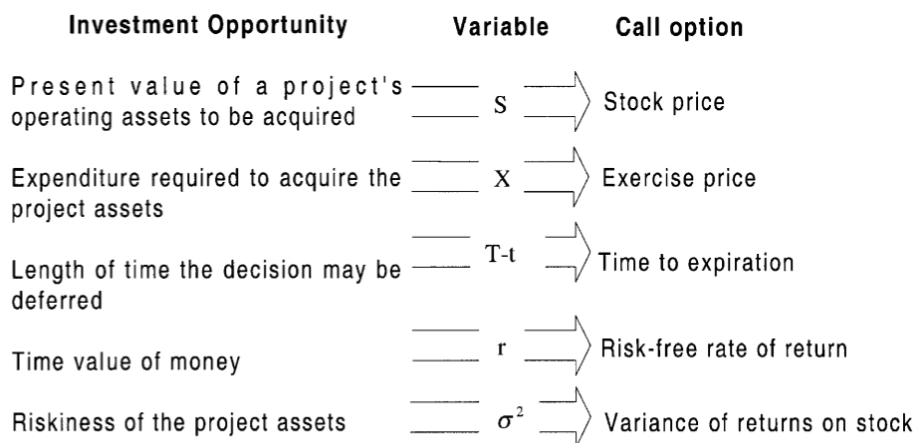 Investment Opportunity Variable Call option
Present value of a project's
operating assets to be acquired S Stock price
Expenditure required to acquire the
project assets X Exercise price
Length of time the decision may be
deferred T-t Time to expiration
Time value of money r Risk-free rate of return
Riskiness of the project assets σ² Variance of returns on stock